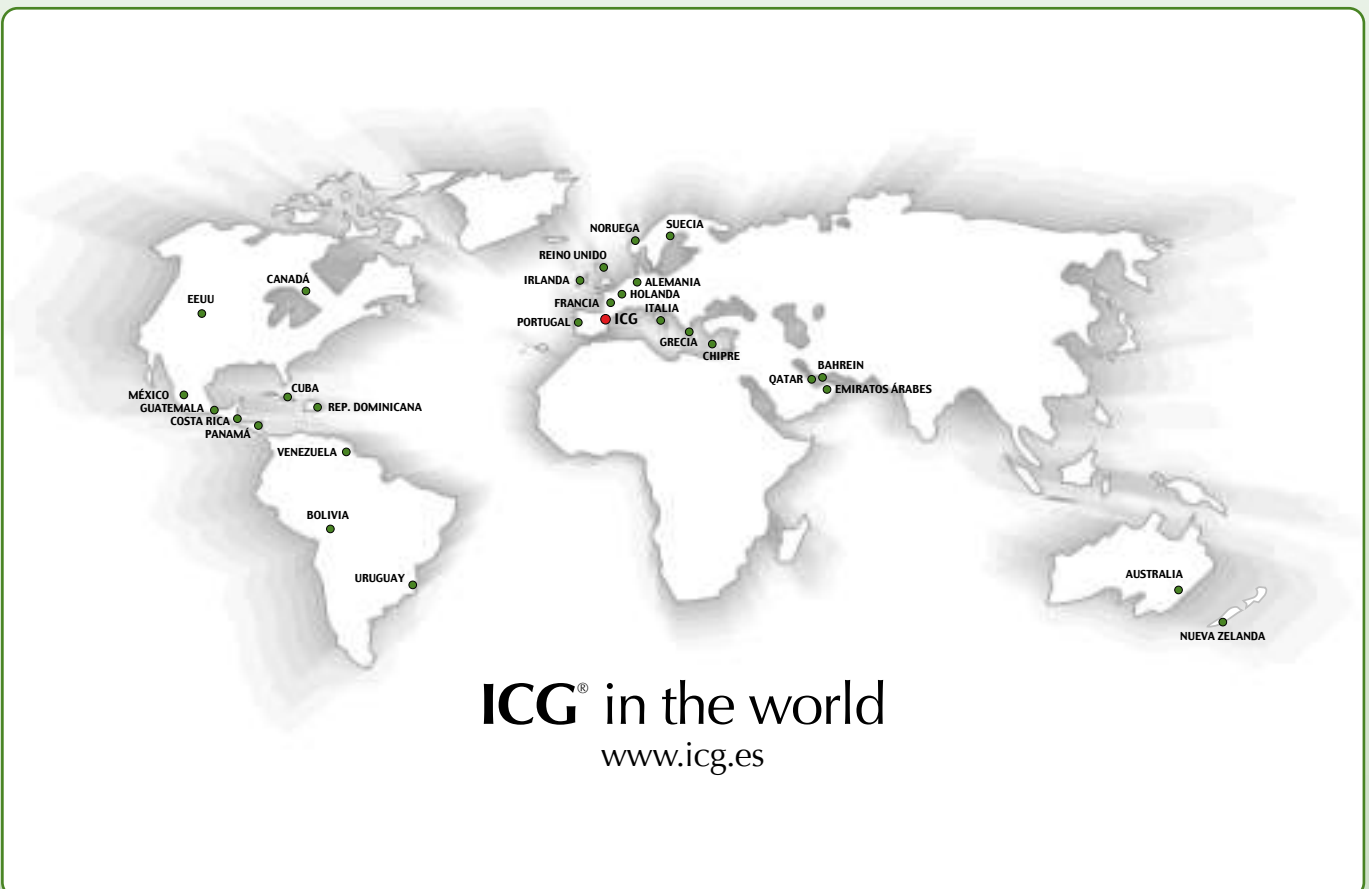 NORUEGA
SUECIA
REINO UNIDO
IRLANDA
ALEMANIA
HOLANDA
FRANCIA
ITALIA
PORTUGAL
ICG
GRECIA
CHIPRE
CANADÁ
EEUU
BAHREIN
QATAR
EMIRATOS ÁRABES
MÉXICO
CUBA
GUATEMALA
REP. DOMINICANA
COSTA RICA
PANAMÁ
VENEZUELA
BOLIVIA
URUGUAY
AUSTRALIA
NUEVA ZELANDA
ICG® in the world
www.icg.es